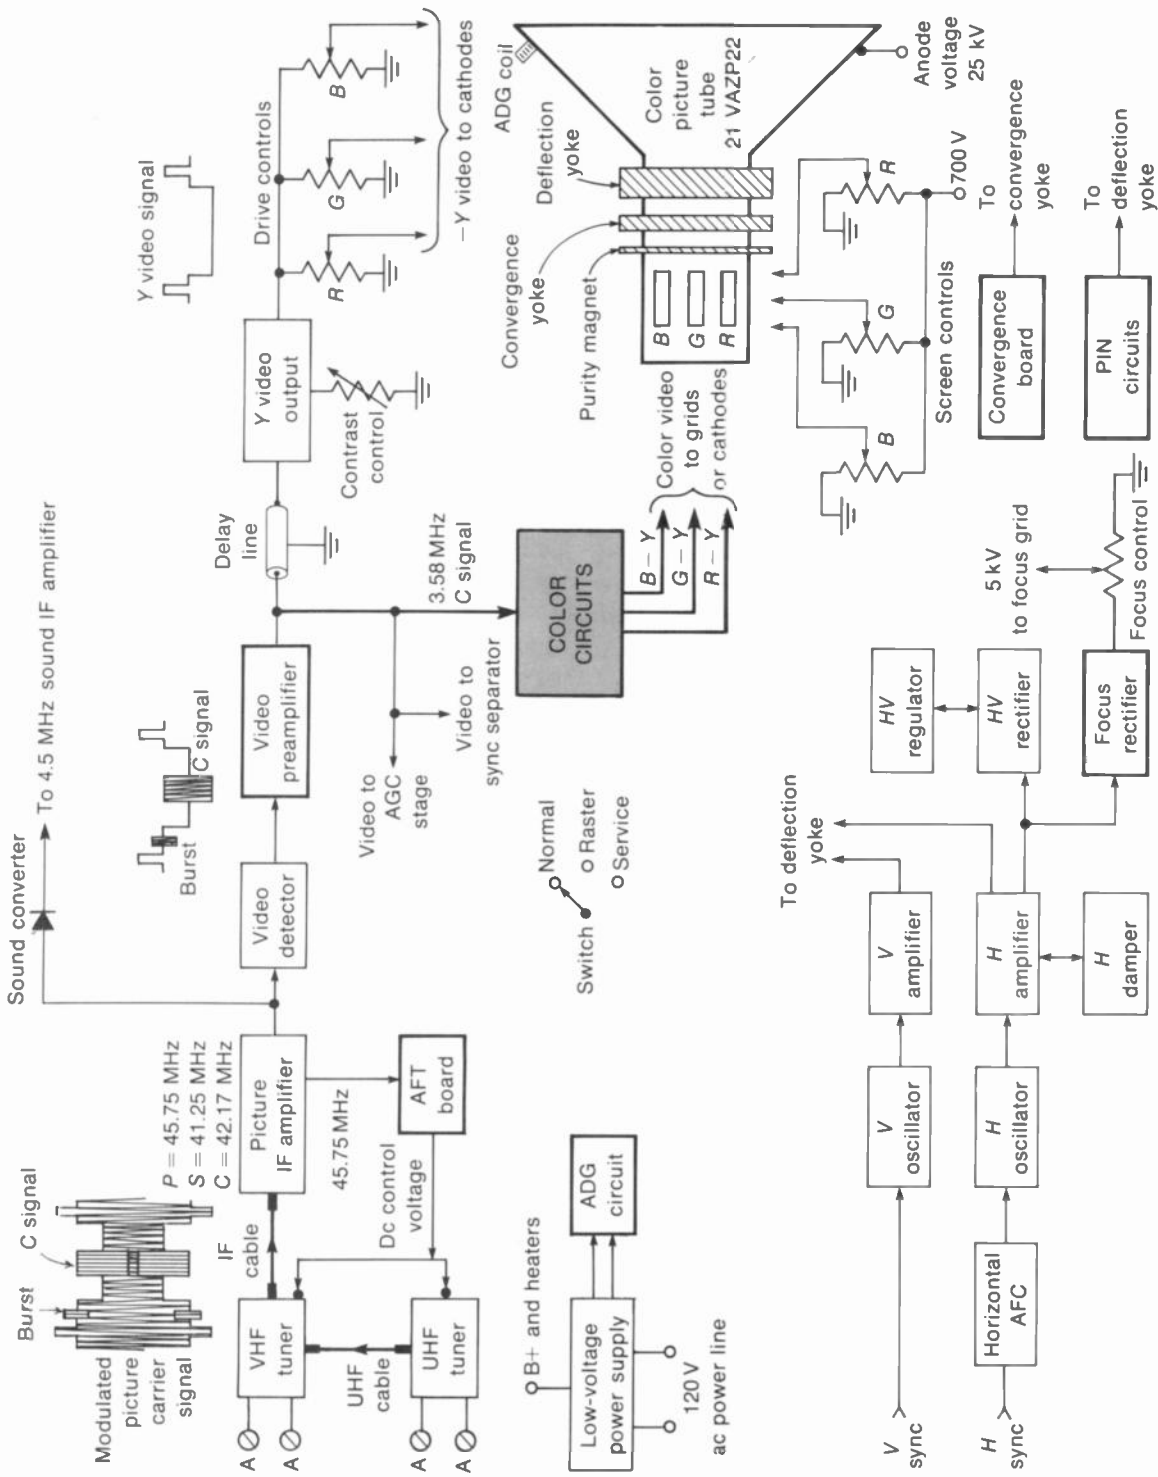 Modulated
picture
carrier
signal
Burst
C signal
P = 45.75 MHz
S = 41.25 MHz
C = 42.17 MHz
Sound converter
To 4.5 MHz sound IF amplifier
A
A
VHF
tuner
IF
cable
Picture
IF amplifier
Video
detector
Burst
C signal
Video
preamplifier
Delay
line
Y video
output
Contrast
control
Y video signal
Drive controls
R
G
B
–Y video to cathodes
A
A
UHF
tuner
UHF
cable
Dc control
voltage
45.75 MHz
AFT
board
Video to
AGC
stage
Video to
sync separator
3.58 MHz
C signal
COLOR
CIRCUITS
B – Y
G – Y
R – Y
Color video
to grids
or cathodes
Switch
Normal
Raster
Service
Convergence
yoke
Purity magnet
Deflection
yoke
ADG coil
B
G
R
Color
picture
tube
21 VAZP22
Anode
voltage
25 kV
B
G
R
Screen controls
700 V
B+ and heaters
Low-voltage
power supply
120 V
ac power line
ADG
circuit
V
sync
V
oscillator
V
amplifier
To deflection
yoke
H
sync
Horizontal
AFC
H
oscillator
H
amplifier
H
damper
HV
regulator
HV
rectifier
Focus
rectifier
5 kV
to focus grid
Focus control
Convergence
board
To
convergence
yoke
PIN
circuits
To
deflection
yoke